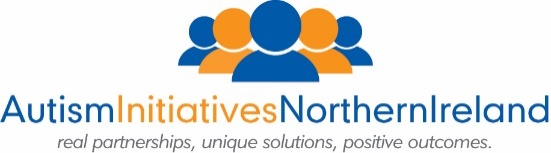 AutismInitiativesNorthernIreland
real partnerships, unique solutions, positive outcomes.